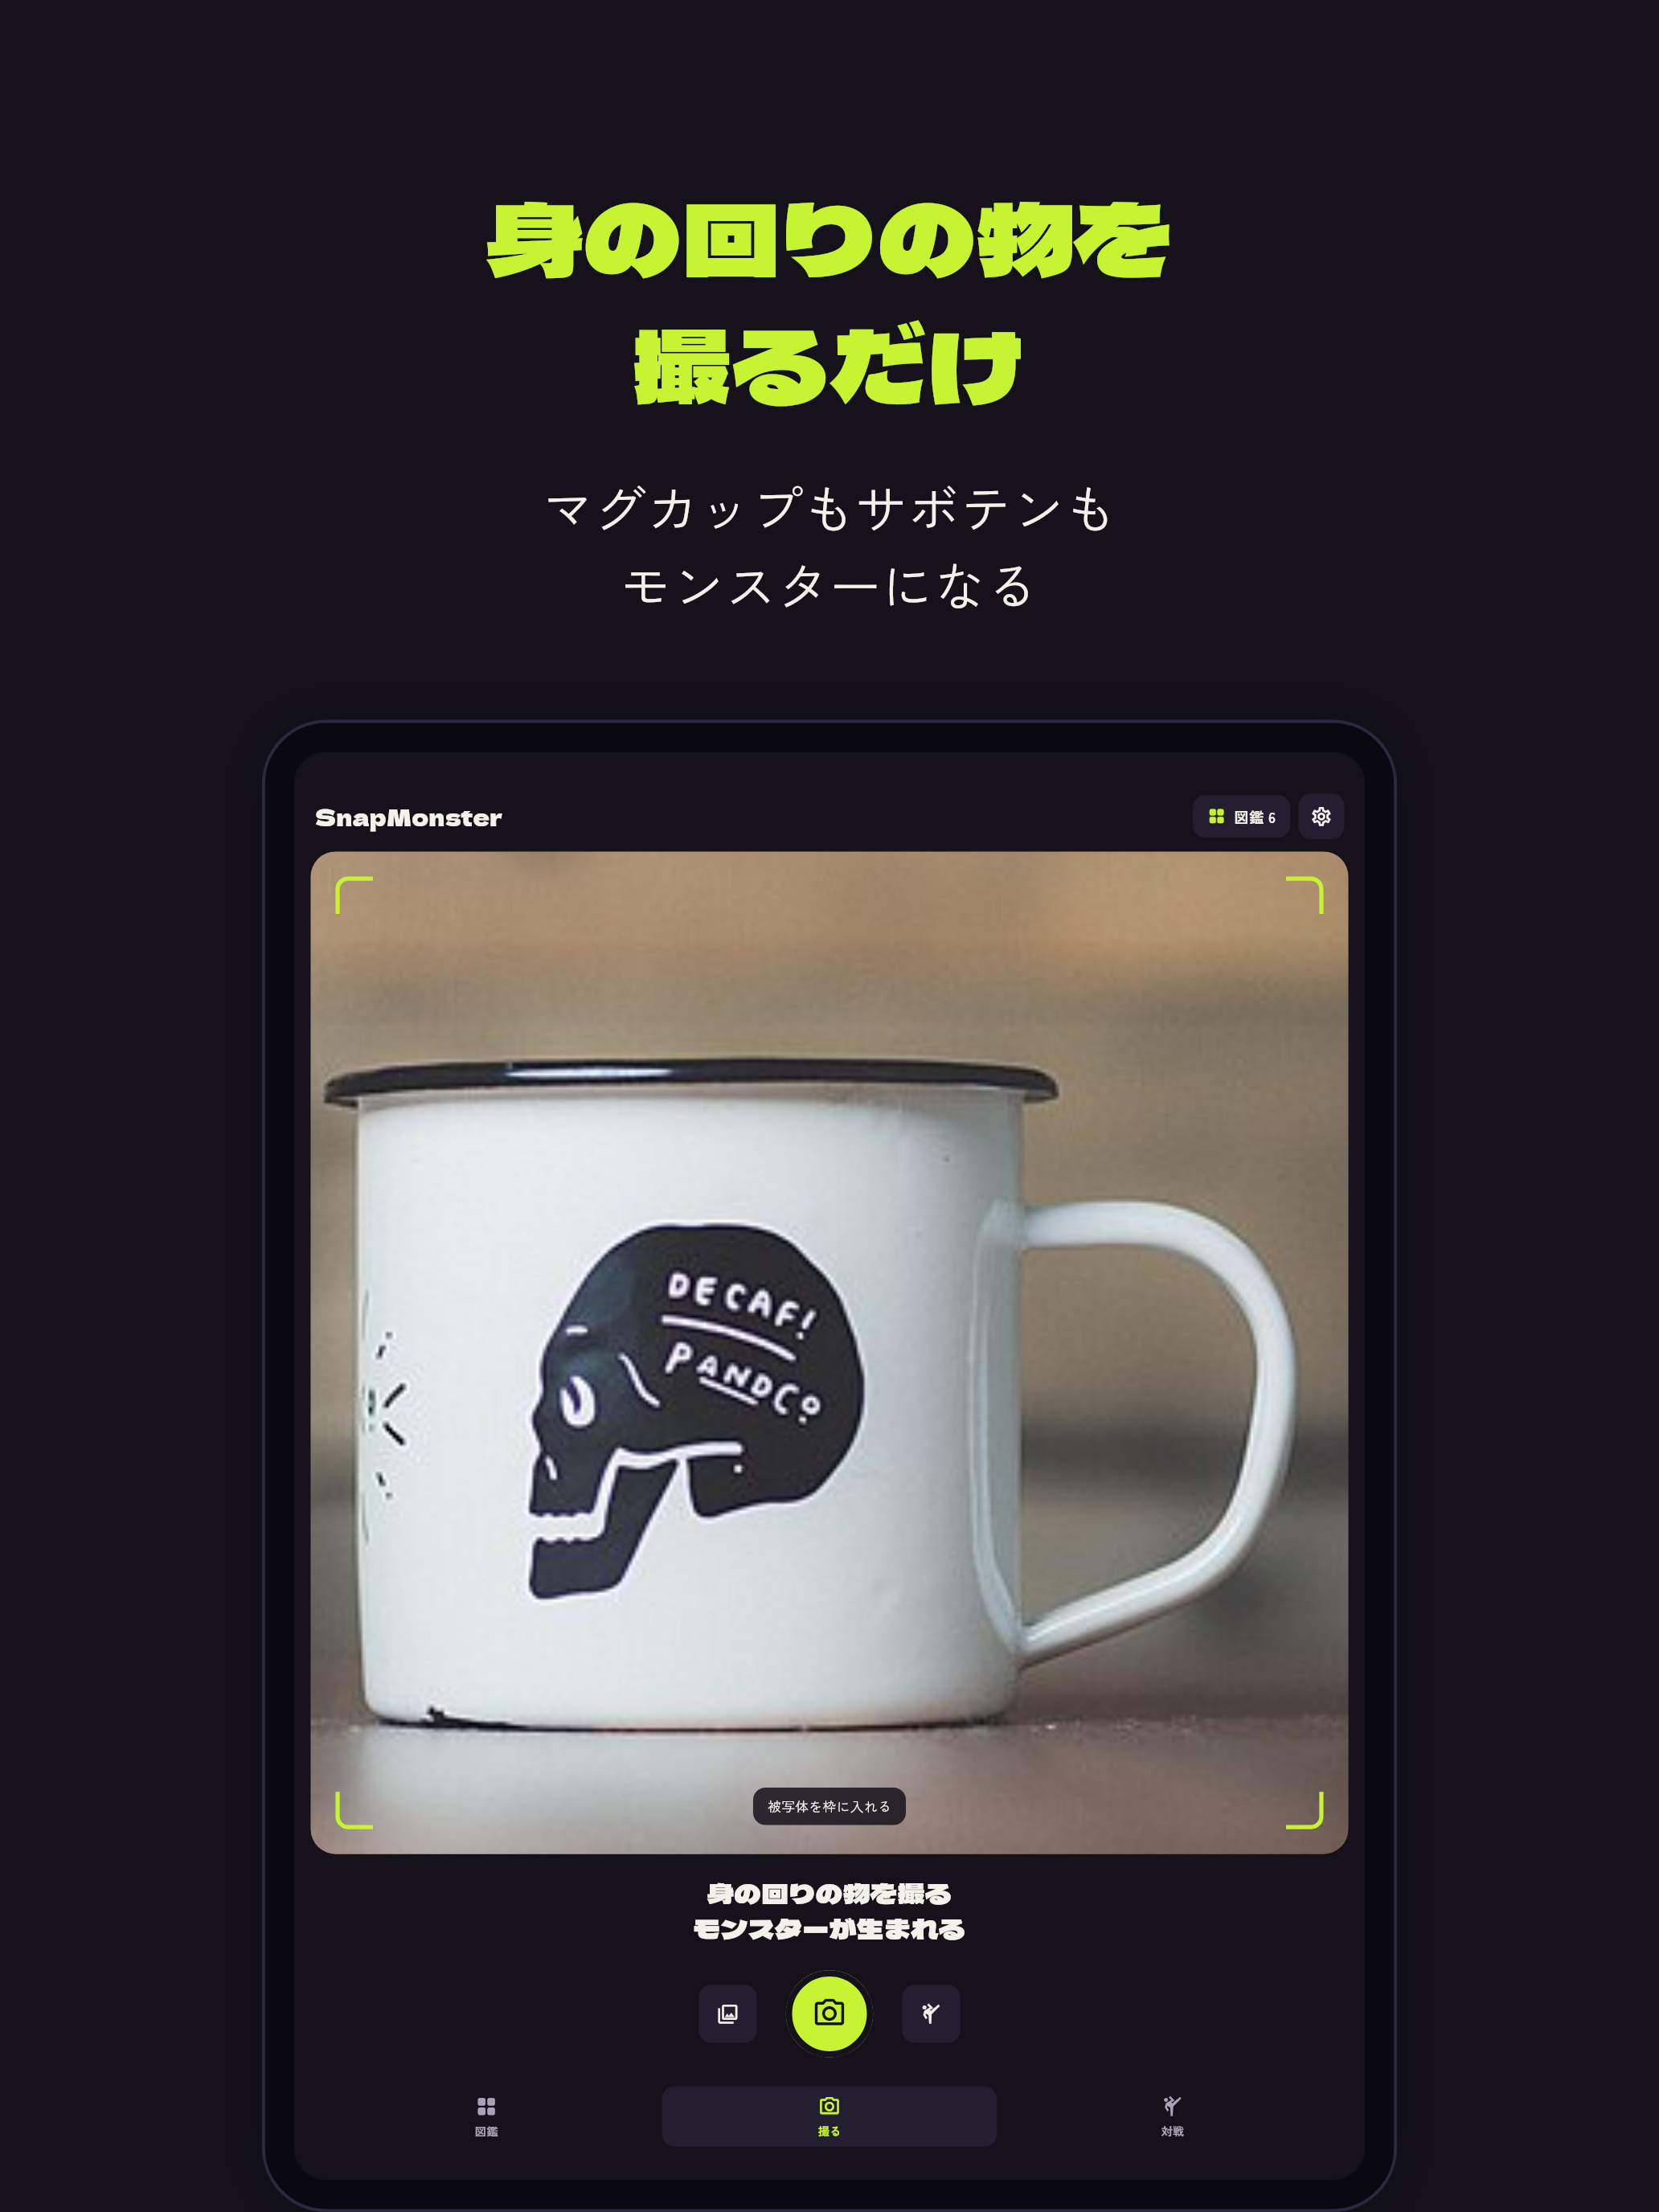 身の回りの物を
撮るだけ
マグカップもサボテンも
モンスターになる
SnapMonster
図鑑 6
DECAF!
PANDCO
被写体を枠に入れる
身の回りの物を撮る
モンスターが生まれる
図鑑
撮る
対戦